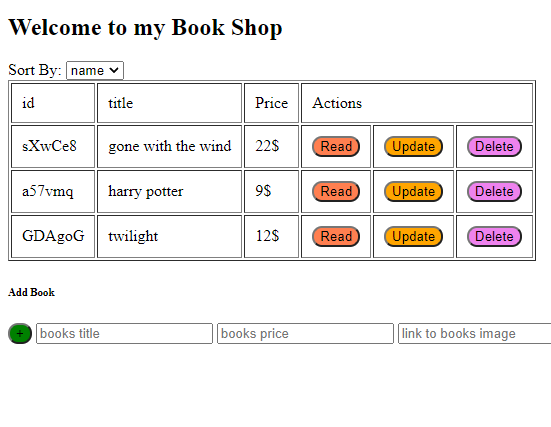 Welcome to my Book Shop
Sort By: name
id title Price Actions
sXwCe8 gone with the wind 22$ Read Update Delete
a57vmq harry potter 9$ Read Update Delete
GDAgoG twilight 12$ Read Update Delete
Add Book
+ books title books price link to books image